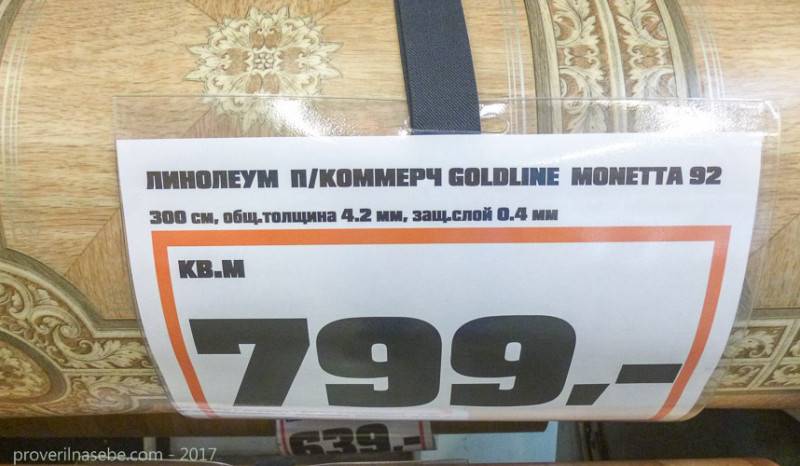 ЛИНОЛЕУМ П/КОММЕРЧ GOLDLINE MONETTA 92
300 см, общ.толщина 4.2 мм, защ.слой 0.4 мм
КВ.М
799,-
639.-
proverilnasebe.com - 2017